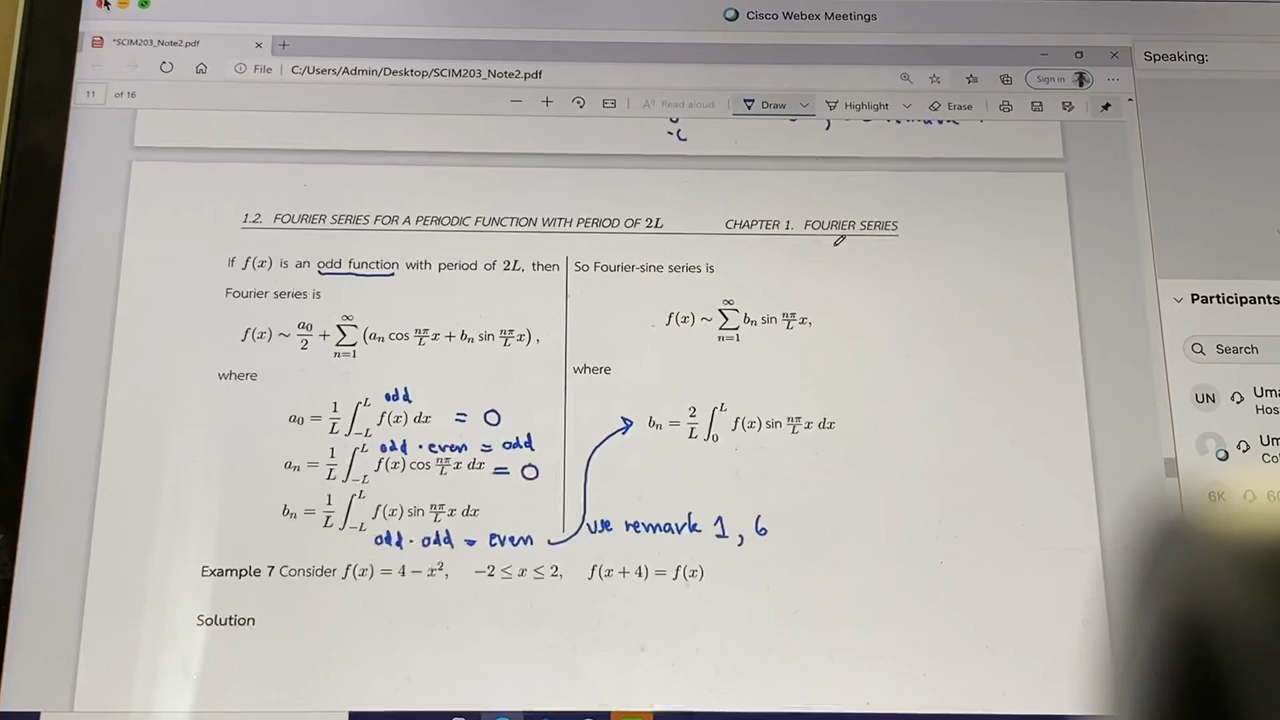 Cisco Webex Meetings
*SCIM203_Note2.pdf
File | C:/Users/Admin/Desktop/SCIM203_Note2.pdf
Sign in
Speaking:
11 of 16
Read aloud Draw Highlight Erase
-L
1.2. FOURIER SERIES FOR A PERIODIC FUNCTION WITH PERIOD OF 2L CHAPTER 1. FOURIER SERIES
If f(x) is an odd function with period of 2L, then
Fourier series is
f(x) ~ a₀/2 + ∑_{n=1}^{∞} (aₙ cos nπ/L x + bₙ sin nπ/L x),
where
odd
a₀ = 1/L ∫_{-L}^{L} f(x) dx = 0
odd · even = odd
aₙ = 1/L ∫_{-L}^{L} f(x) cos nπ/L x dx = 0
bₙ = 1/L ∫_{-L}^{L} f(x) sin nπ/L x dx
odd · odd = even
So Fourier-sine series is
f(x) ~ ∑_{n=1}^{∞} bₙ sin nπ/L x,
where
bₙ = 2/L ∫_{0}^{L} f(x) sin nπ/L x dx
use remark 1, 6
Example 7 Consider f(x) = 4 − x², −2 ≤ x ≤ 2, f(x + 4) = f(x)
Solution
Participants
Search
UN
Uma
Hos
Um
Co
6K